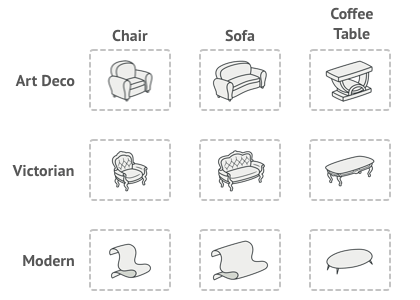 Chair
Sofa
Coffee
Table
Art Deco
Victorian
Modern